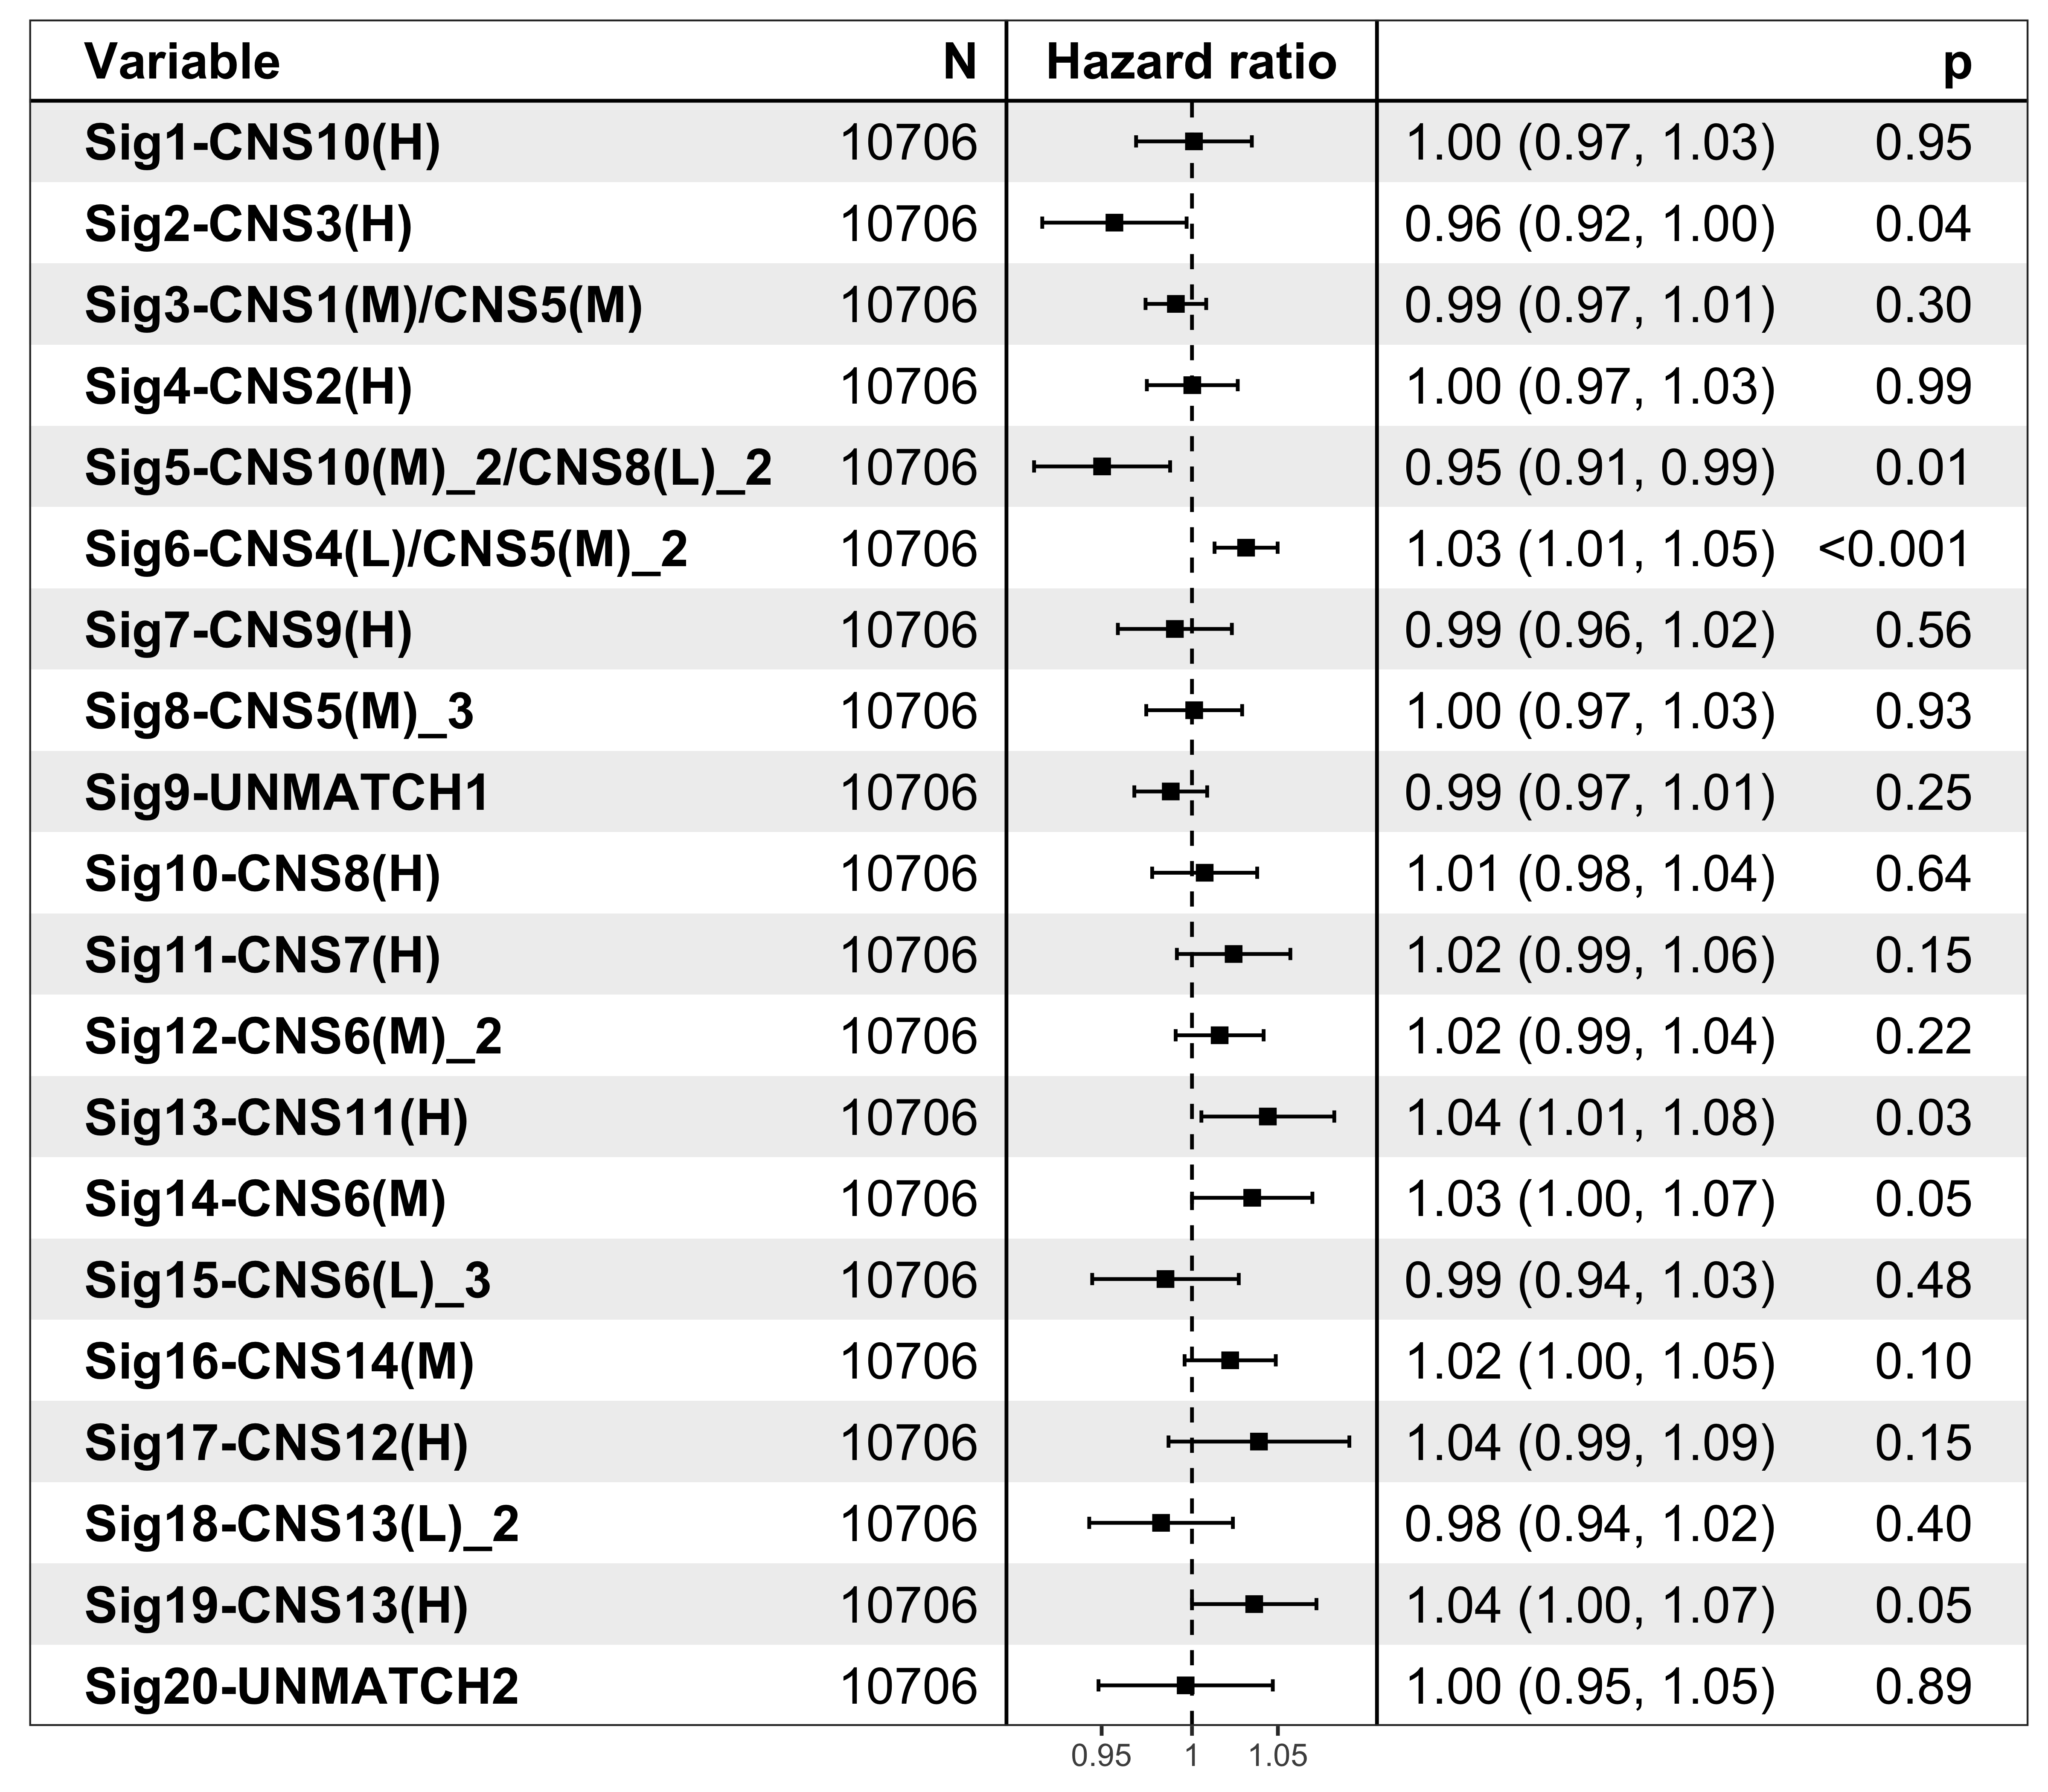 Variable N Hazard ratio p
Sig1-CNS10(H) 10706 1.00 (0.97, 1.03) 0.95
Sig2-CNS3(H) 10706 0.96 (0.92, 1.00) 0.04
Sig3-CNS1(M)/CNS5(M) 10706 0.99 (0.97, 1.01) 0.30
Sig4-CNS2(H) 10706 1.00 (0.97, 1.03) 0.99
Sig5-CNS10(M)_2/CNS8(L)_2 10706 0.95 (0.91, 0.99) 0.01
Sig6-CNS4(L)/CNS5(M)_2 10706 1.03 (1.01, 1.05) <0.001
Sig7-CNS9(H) 10706 0.99 (0.96, 1.02) 0.56
Sig8-CNS5(M)_3 10706 1.00 (0.97, 1.03) 0.93
Sig9-UNMATCH1 10706 0.99 (0.97, 1.01) 0.25
Sig10-CNS8(H) 10706 1.01 (0.98, 1.04) 0.64
Sig11-CNS7(H) 10706 1.02 (0.99, 1.06) 0.15
Sig12-CNS6(M)_2 10706 1.02 (0.99, 1.04) 0.22
Sig13-CNS11(H) 10706 1.04 (1.01, 1.08) 0.03
Sig14-CNS6(M) 10706 1.03 (1.00, 1.07) 0.05
Sig15-CNS6(L)_3 10706 0.99 (0.94, 1.03) 0.48
Sig16-CNS14(M) 10706 1.02 (1.00, 1.05) 0.10
Sig17-CNS12(H) 10706 1.04 (0.99, 1.09) 0.15
Sig18-CNS13(L)_2 10706 0.98 (0.94, 1.02) 0.40
Sig19-CNS13(H) 10706 1.04 (1.00, 1.07) 0.05
Sig20-UNMATCH2 10706 1.00 (0.95, 1.05) 0.89
0.95 1 1.05